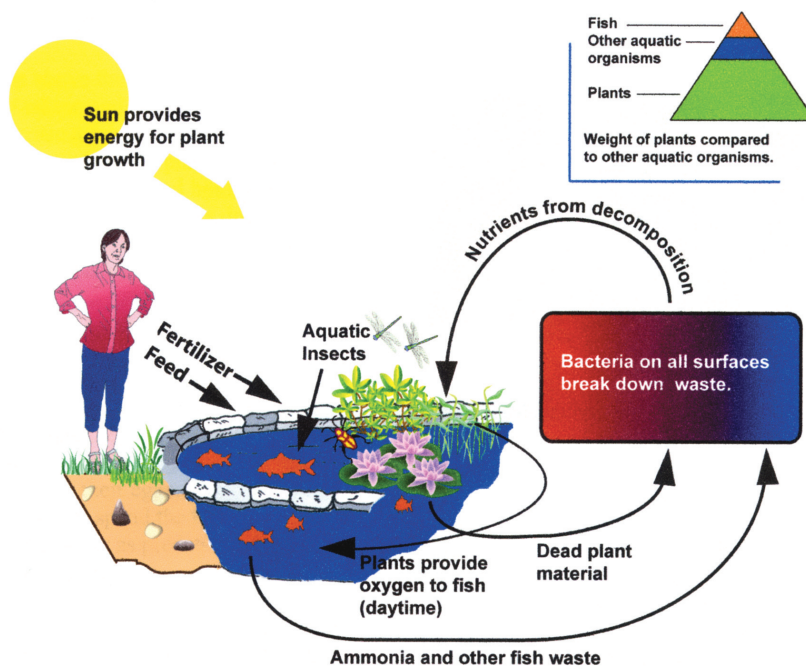 Fish
Other aquatic
organisms
Plants
Weight of plants compared
to other aquatic organisms.
Sun provides
energy for plant
growth
Nutrients from decomposition
Fertilizer
Feed
Aquatic
Insects
Bacteria on all surfaces
break down waste.
Plants provide
oxygen to fish
(daytime)
Dead plant
material
Ammonia and other fish waste